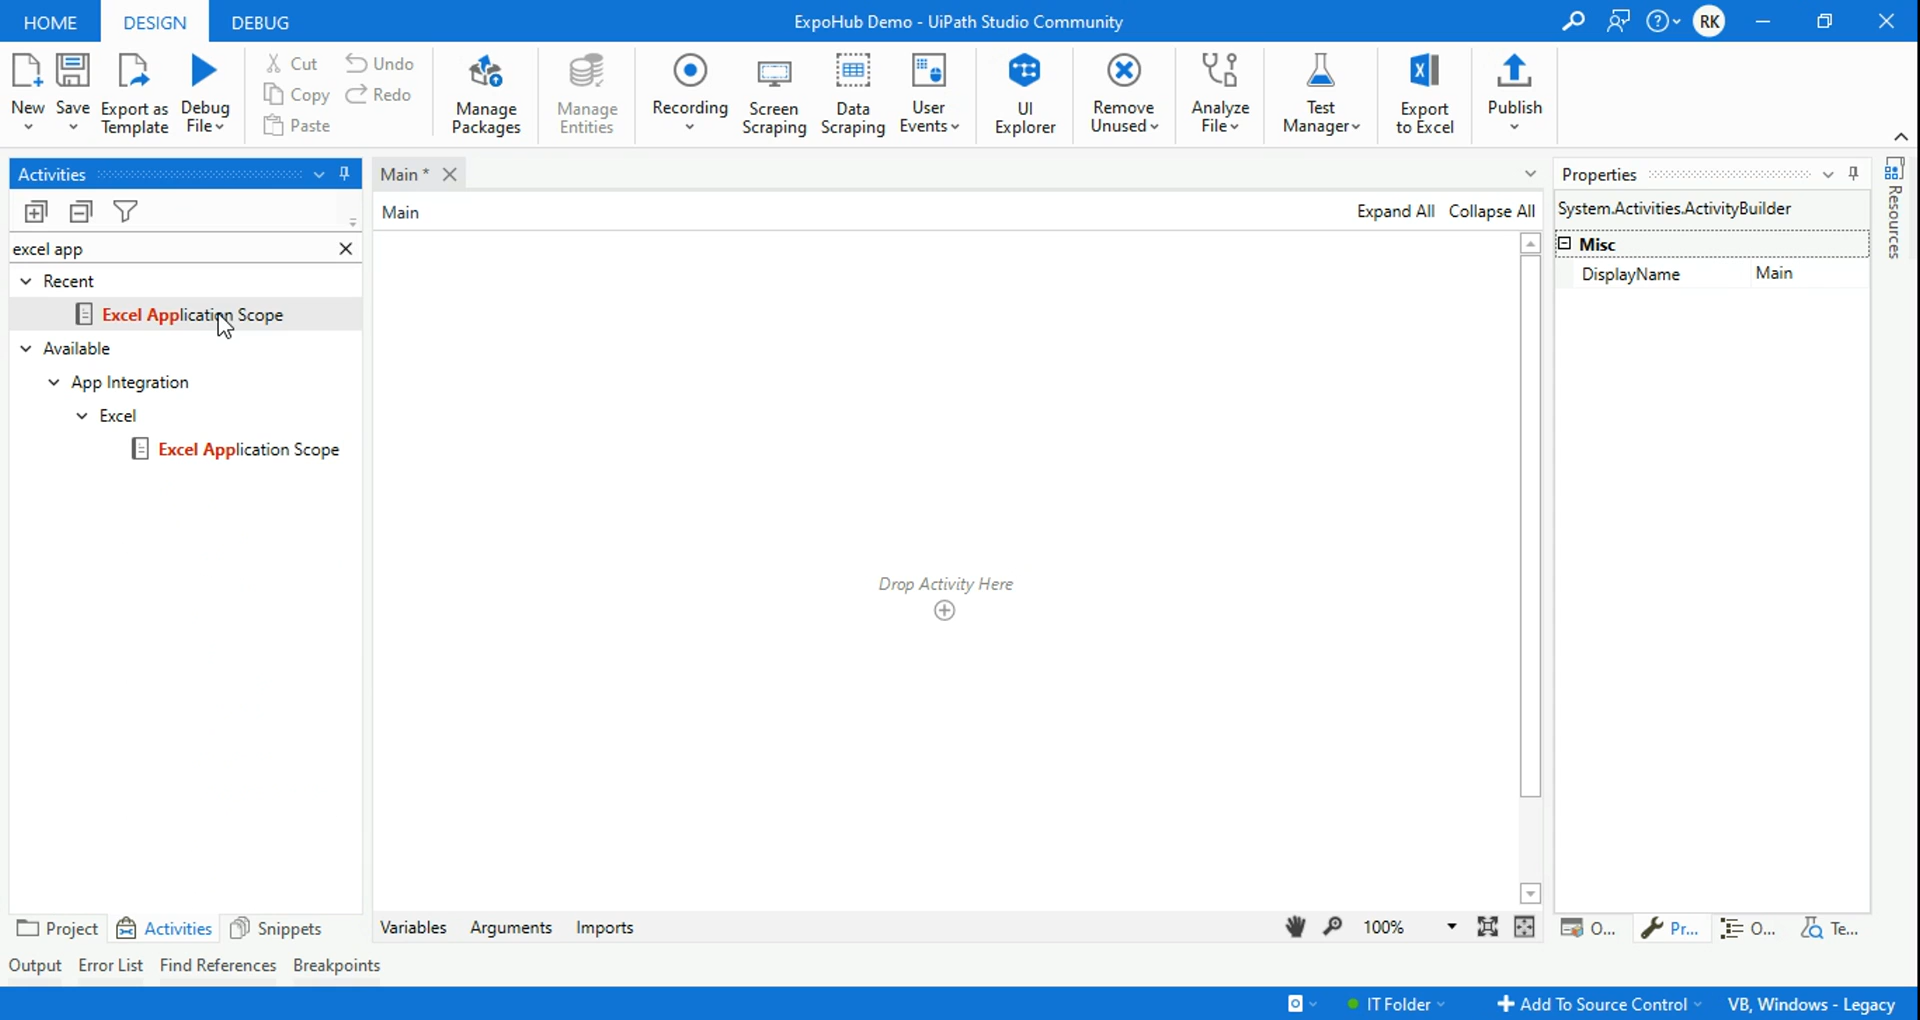 HOME DESIGN DEBUG ExpoHub Demo - UiPath Studio Community RK
New Save Export as Template Debug File Cut Copy Paste Undo Redo Manage Packages Manage Entities Recording Screen Scraping Data Scraping User Events UI Explorer Remove Unused Analyze File Test Manager Export to Excel Publish
Activities
excel app
Recent
Excel Application Scope
Available
App Integration
Excel
Excel Application Scope
Main *
Main Expand All Collapse All
Drop Activity Here
Properties
System.Activities.ActivityBuilder
Misc
DisplayName Main
Resources
Project Activities Snippets
Variables Arguments Imports 100%
O... Pr... O... Te...
Output Error List Find References Breakpoints
IT Folder Add To Source Control VB, Windows - Legacy